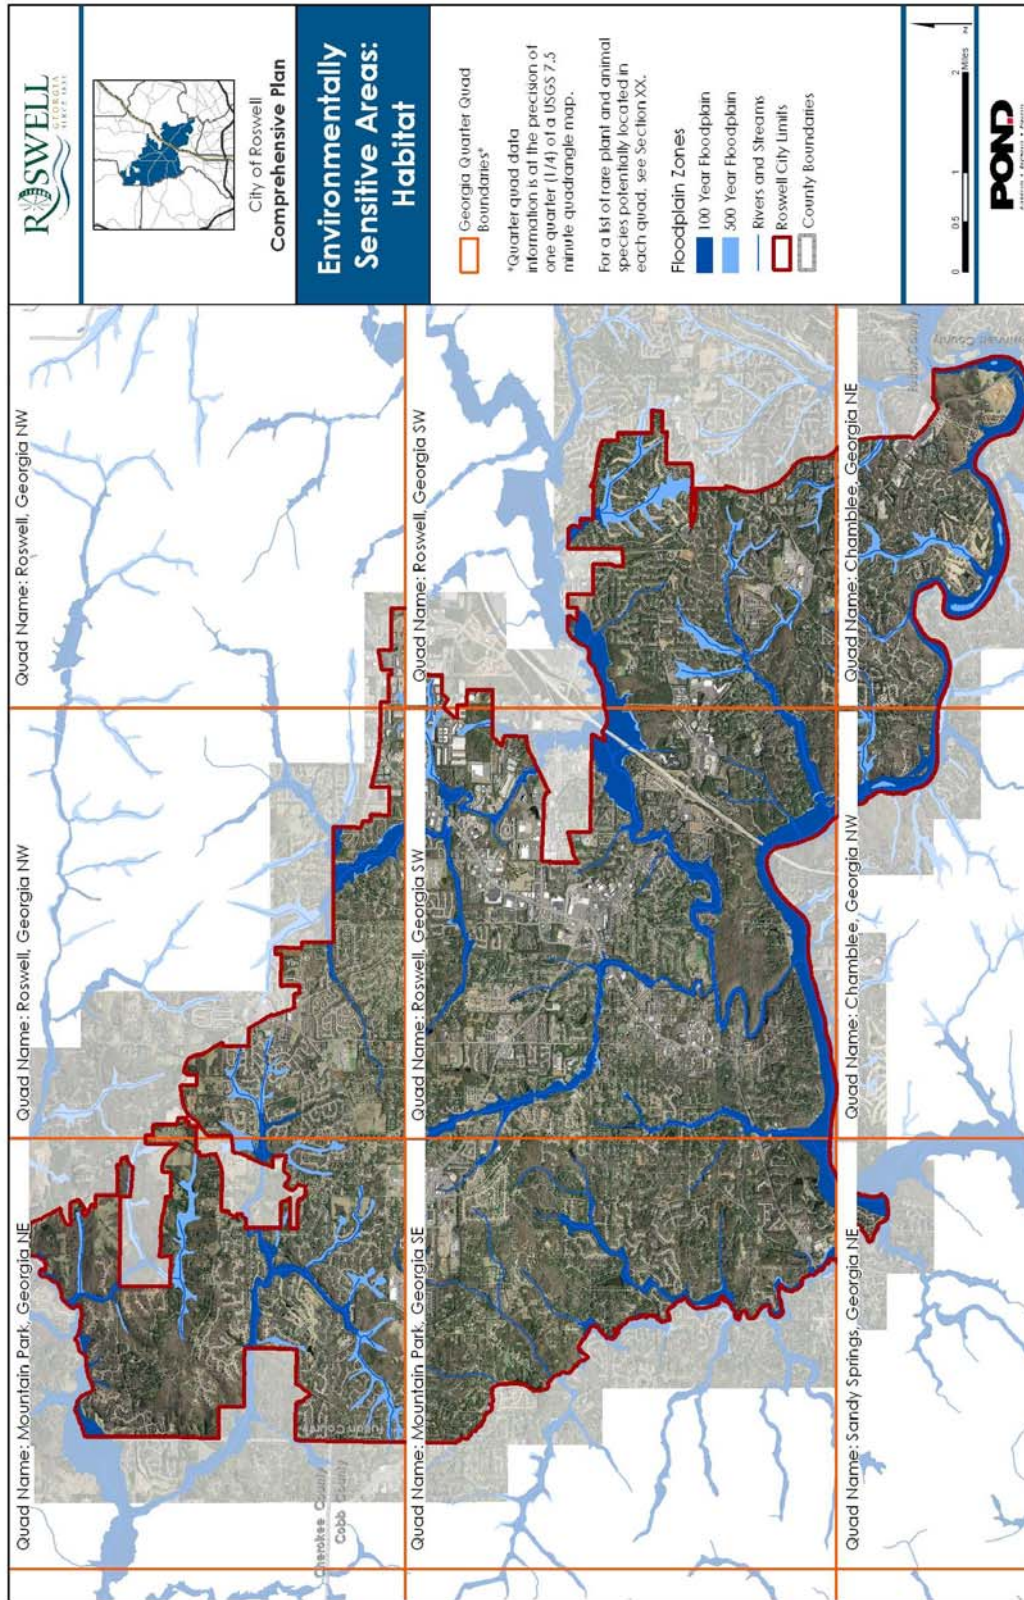 ROSWELL
GEORGIA
City of Roswell
Comprehensive Plan
Environmentally
Sensitive Areas:
Habitat
Georgia Quarter Quad
Boundaries*
*Quarter quad data
information is at the precision of
one quarter (1/4) of a USGS 7.5
minute quadrangle map.
For a list of rare plant and animal
species potentially located in
each quad, see Section XX.
Floodplain Zones
100 Year Floodplain
500 Year Floodplain
Rivers and Streams
Roswell City Limits
County Boundaries
0 0.5 1 2 Miles
N
POND
Quad Name: Mountain Park, Georgia NE
Quad Name: Roswell, Georgia NW
Quad Name: Roswell, Georgia NW
Quad Name: Mountain Park, Georgia SE
Quad Name: Roswell, Georgia SW
Quad Name: Roswell, Georgia SW
Quad Name: Sandy Springs, Georgia NE
Quad Name: Chamblee, Georgia NW
Quad Name: Chamblee, Georgia NE
Cherokee County
Cobb County
Fulton County
Fulton County
Gwinnett County